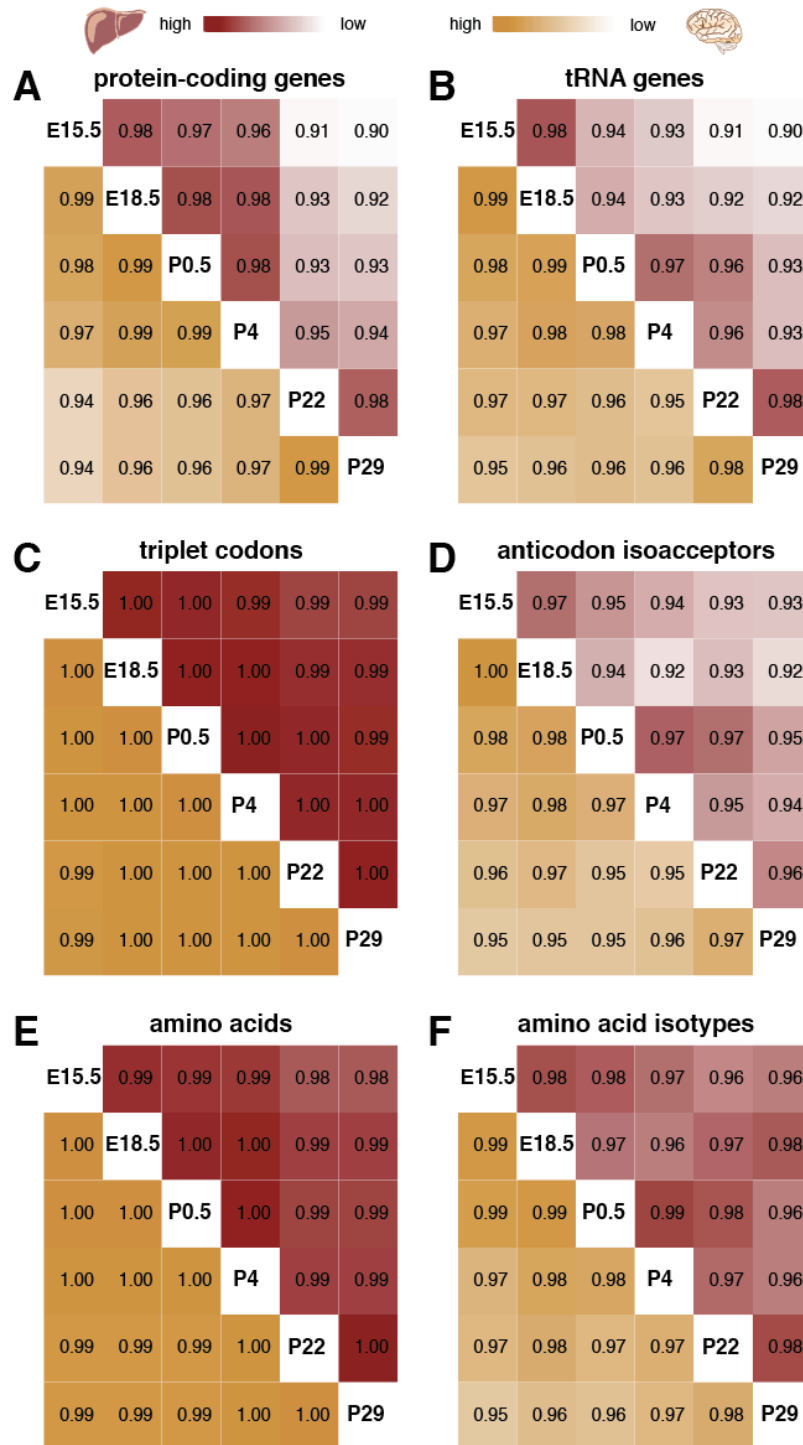 high low high low
A protein-coding genes
E15.5 0.98 0.97 0.96 0.91 0.90
0.99 E18.5 0.98 0.98 0.93 0.92
0.98 0.99 P0.5 0.98 0.93 0.93
0.97 0.99 0.99 P4 0.95 0.94
0.94 0.96 0.96 0.97 P22 0.98
0.94 0.96 0.96 0.97 0.99 P29
B tRNA genes
E15.5 0.98 0.94 0.93 0.91 0.90
0.99 E18.5 0.94 0.93 0.92 0.92
0.98 0.99 P0.5 0.97 0.96 0.93
0.97 0.98 0.98 P4 0.96 0.93
0.97 0.97 0.96 0.95 P22 0.98
0.95 0.96 0.96 0.96 0.98 P29
C triplet codons
E15.5 1.00 1.00 0.99 0.99 0.99
1.00 E18.5 1.00 1.00 0.99 0.99
1.00 1.00 P0.5 1.00 1.00 0.99
1.00 1.00 1.00 P4 1.00 1.00
0.99 1.00 1.00 1.00 P22 1.00
0.99 1.00 1.00 1.00 1.00 P29
D anticodon isoacceptors
E15.5 0.97 0.95 0.94 0.93 0.93
1.00 E18.5 0.94 0.92 0.93 0.92
0.98 0.98 P0.5 0.97 0.97 0.95
0.97 0.98 0.97 P4 0.95 0.94
0.96 0.97 0.95 0.95 P22 0.96
0.95 0.95 0.95 0.96 0.97 P29
E amino acids
E15.5 0.99 0.99 0.99 0.98 0.98
1.00 E18.5 1.00 1.00 0.99 0.99
1.00 1.00 P0.5 1.00 0.99 0.99
1.00 1.00 1.00 P4 0.99 0.99
0.99 0.99 0.99 1.00 P22 1.00
0.99 0.99 0.99 1.00 1.00 P29
F amino acid isotypes
E15.5 0.98 0.98 0.97 0.96 0.96
0.99 E18.5 0.97 0.96 0.97 0.98
0.99 0.99 P0.5 0.99 0.98 0.96
0.97 0.98 0.98 P4 0.97 0.96
0.97 0.98 0.97 0.97 P22 0.98
0.95 0.96 0.96 0.97 0.98 P29